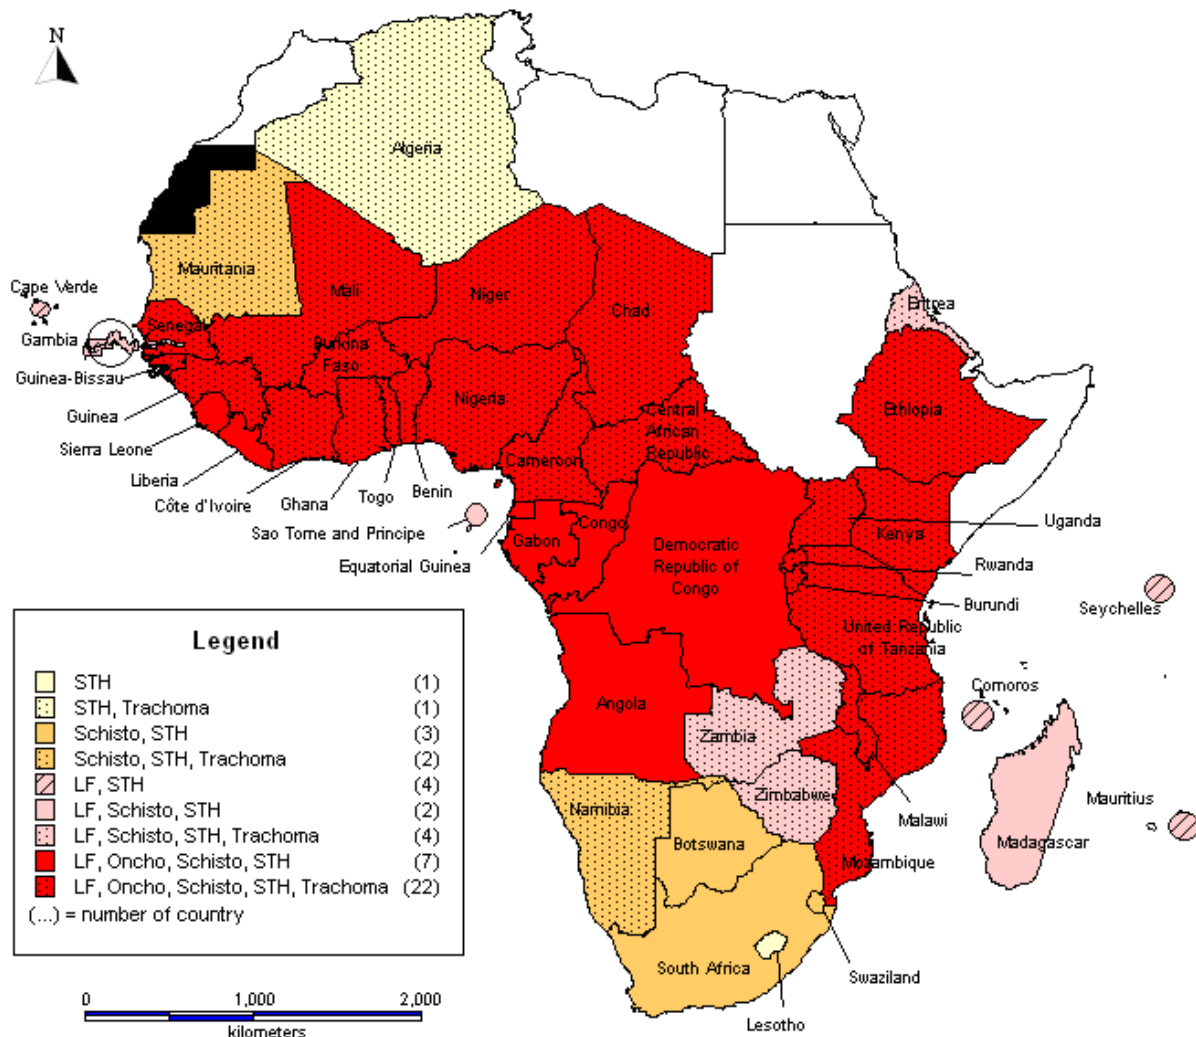 N
Algeria
Mauritania
Cape Verde
Mali
Niger
Chad
Eritrea
Senegal
Gambia
Burkina
Faso
Guinea-Bissau
Nigeria
Ethiopia
Guinea
Central
African
Republic
Sierra Leone
Cameroon
Liberia
Côte d'Ivoire
Ghana
Togo
Benin
Sao Tome and Principe
Equatorial Guinea
Gabon
Congo
Democratic
Republic of
Congo
Kenya
Uganda
Rwanda
Burundi
Seychelles
United Republic
of Tanzania
Comoros
Angola
Zambia
Zimbabwe
Malawi
Mauritius
Madagascar
Mozambique
Namibia
Botswana
South Africa
Swaziland
Lesotho
Legend
STH (1)
STH, Trachoma (1)
Schisto, STH (3)
Schisto, STH, Trachoma (2)
LF, STH (4)
LF, Schisto, STH (2)
LF, Schisto, STH, Trachoma (4)
LF, Oncho, Schisto, STH (7)
LF, Oncho, Schisto, STH, Trachoma (22)
(...) = number of country
0 1,000 2,000
kilometers